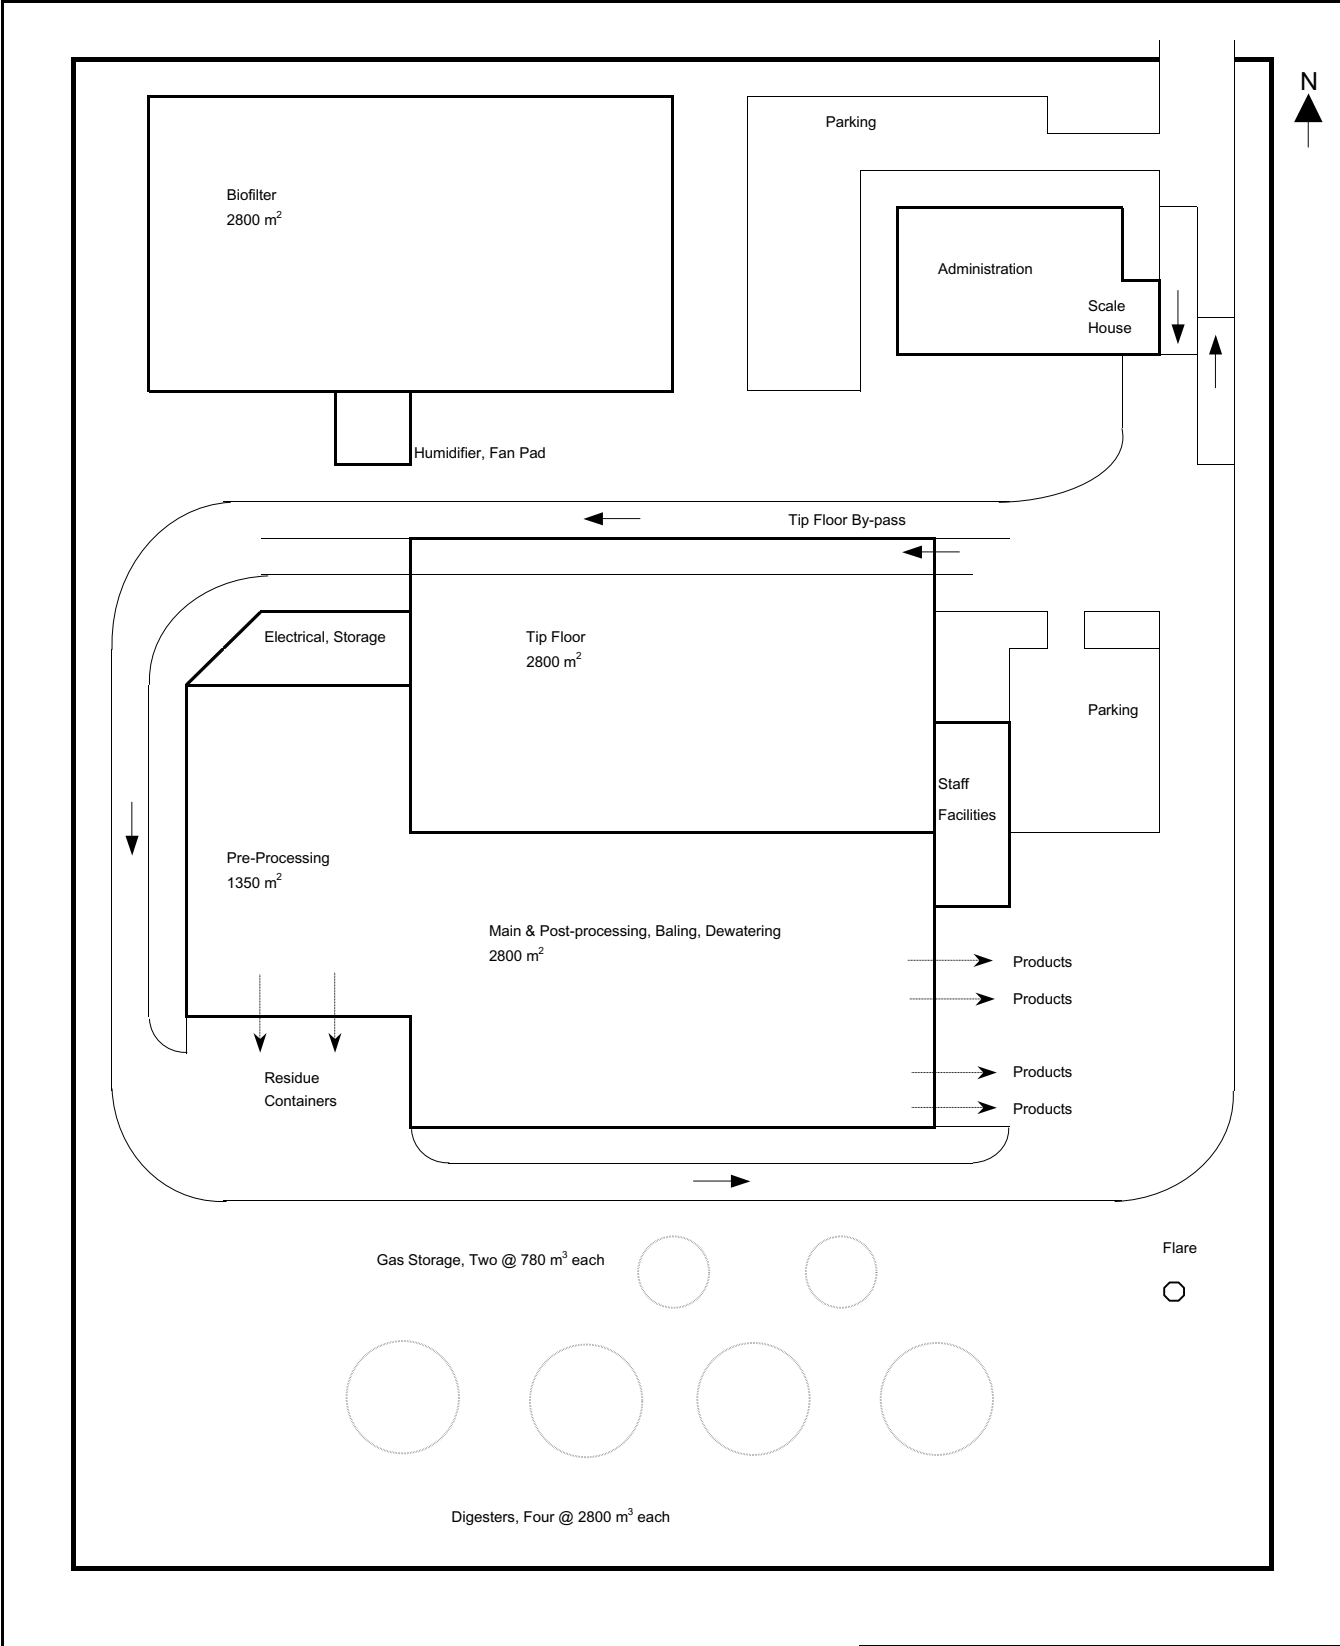 N
Parking
Biofilter
2800 m²
Administration
Scale
House
Humidifier, Fan Pad
Tip Floor By-pass
Electrical, Storage
Tip Floor
2800 m²
Parking
Staff
Facilities
Pre-Processing
1350 m²
Main & Post-processing, Baling, Dewatering
2800 m²
Products
Products
Products
Products
Residue
Containers
Gas Storage, Two @ 780 m³ each
Flare
Digesters, Four @ 2800 m³ each